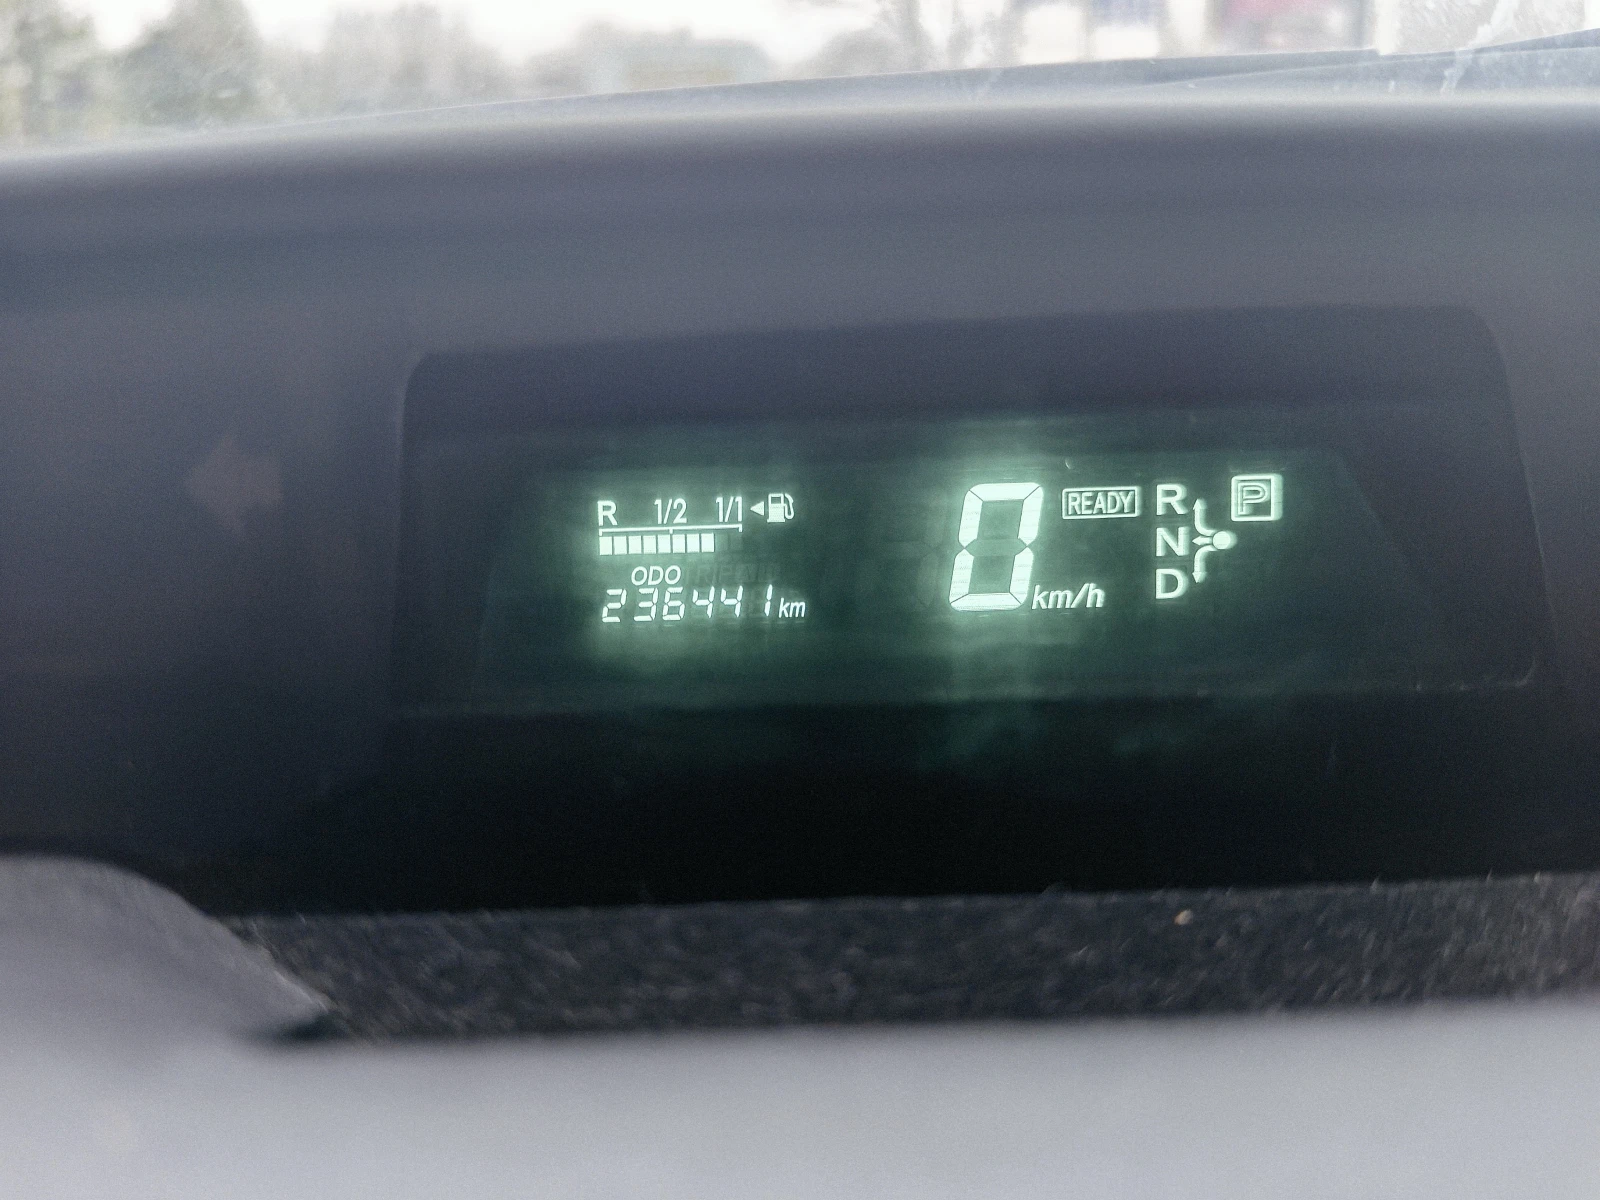 R 1/2 1/1
ODO
236441 km
0 km/h
READY
P
R
N
D